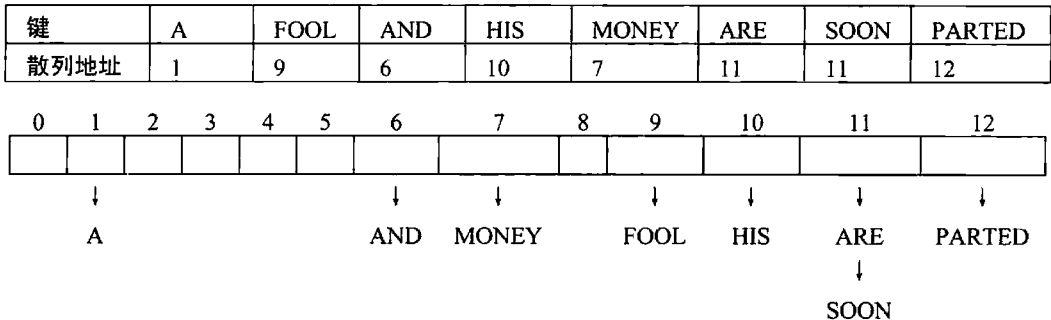 键 A FOOL AND HIS MONEY ARE SOON PARTED
散列地址 1 9 6 10 7 11 11 12
0 1 2 3 4 5 6 7 8 9 10 11 12
A AND MONEY FOOL HIS ARE PARTED
SOON